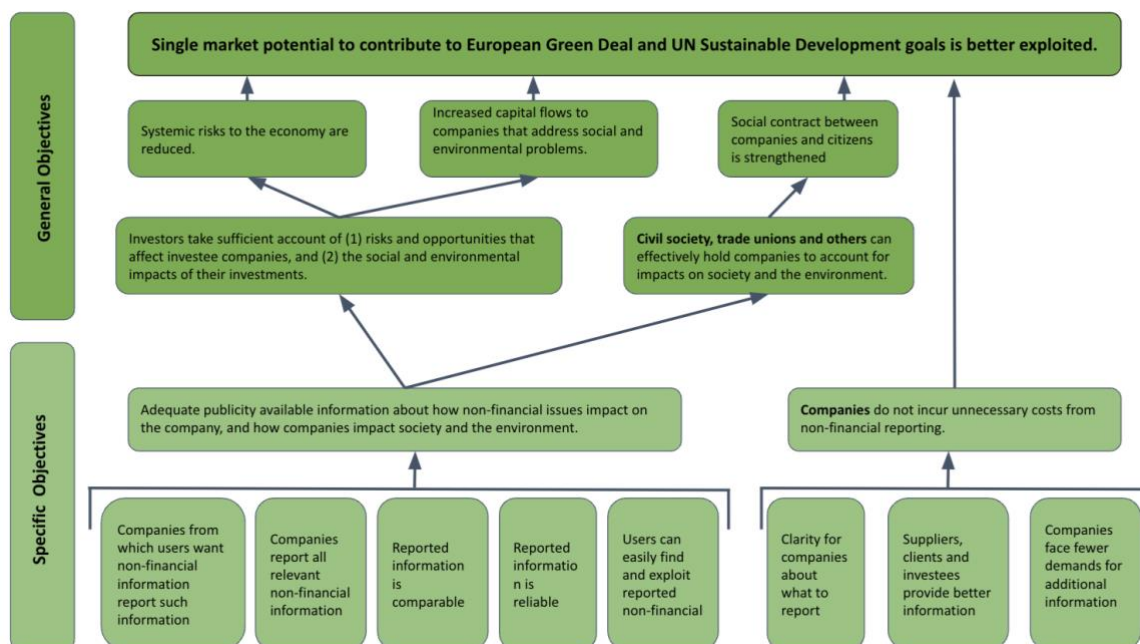 General Objectives
Single market potential to contribute to European Green Deal and UN Sustainable Development goals is better exploited.
Systemic risks to the economy are
reduced.
Increased capital flows to
companies that address social and
environmental problems.
Social contract between
companies and citizens
is strengthened
Investors take sufficient account of (1) risks and opportunities that
affect investee companies, and (2) the social and environmental
impacts of their investments.
Civil society, trade unions and others can
effectively hold companies to account for
impacts on society and the environment.
Specific Objectives
Adequate publicity available information about how non-financial issues impact on
the company, and how companies impact society and the environment.
Companies do not incur unnecessary costs from
non-financial reporting.
Companies from
which users want
non-financial
information
report such
information
Companies
report all
relevant
non-financial
information
Reported
information
is
comparable
Reported
informatio
n is
reliable
Users can
easily find
and exploit
reported
non-financial
Clarity for
companies
about
what to
report
Suppliers,
clients and
investees
provide better
information
Companies
face fewer
demands for
additional
information